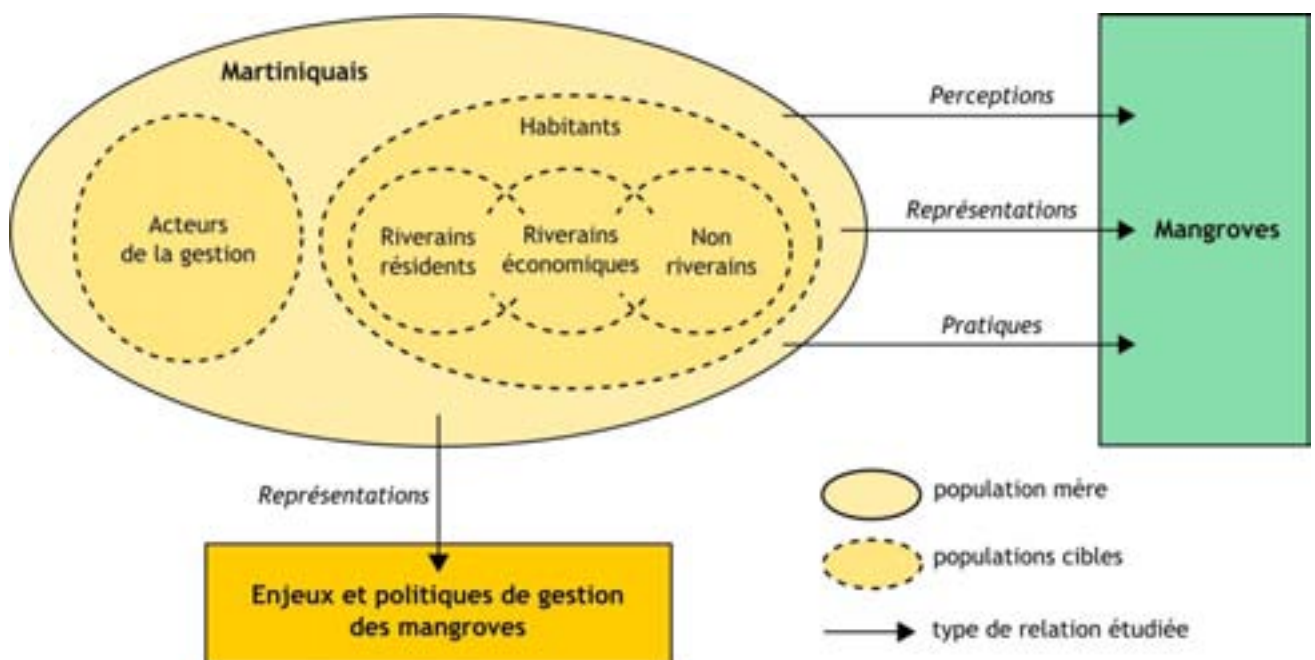 Martiniquais
Perceptions
Habitants
Acteurs
de la gestion
Riverains
résidents
Riverains
économiques
Non
riverains
Représentations
Mangroves
Pratiques
Représentations
population mère
populations cibles
Enjeux et politiques de gestion
des mangroves
type de relation étudiée